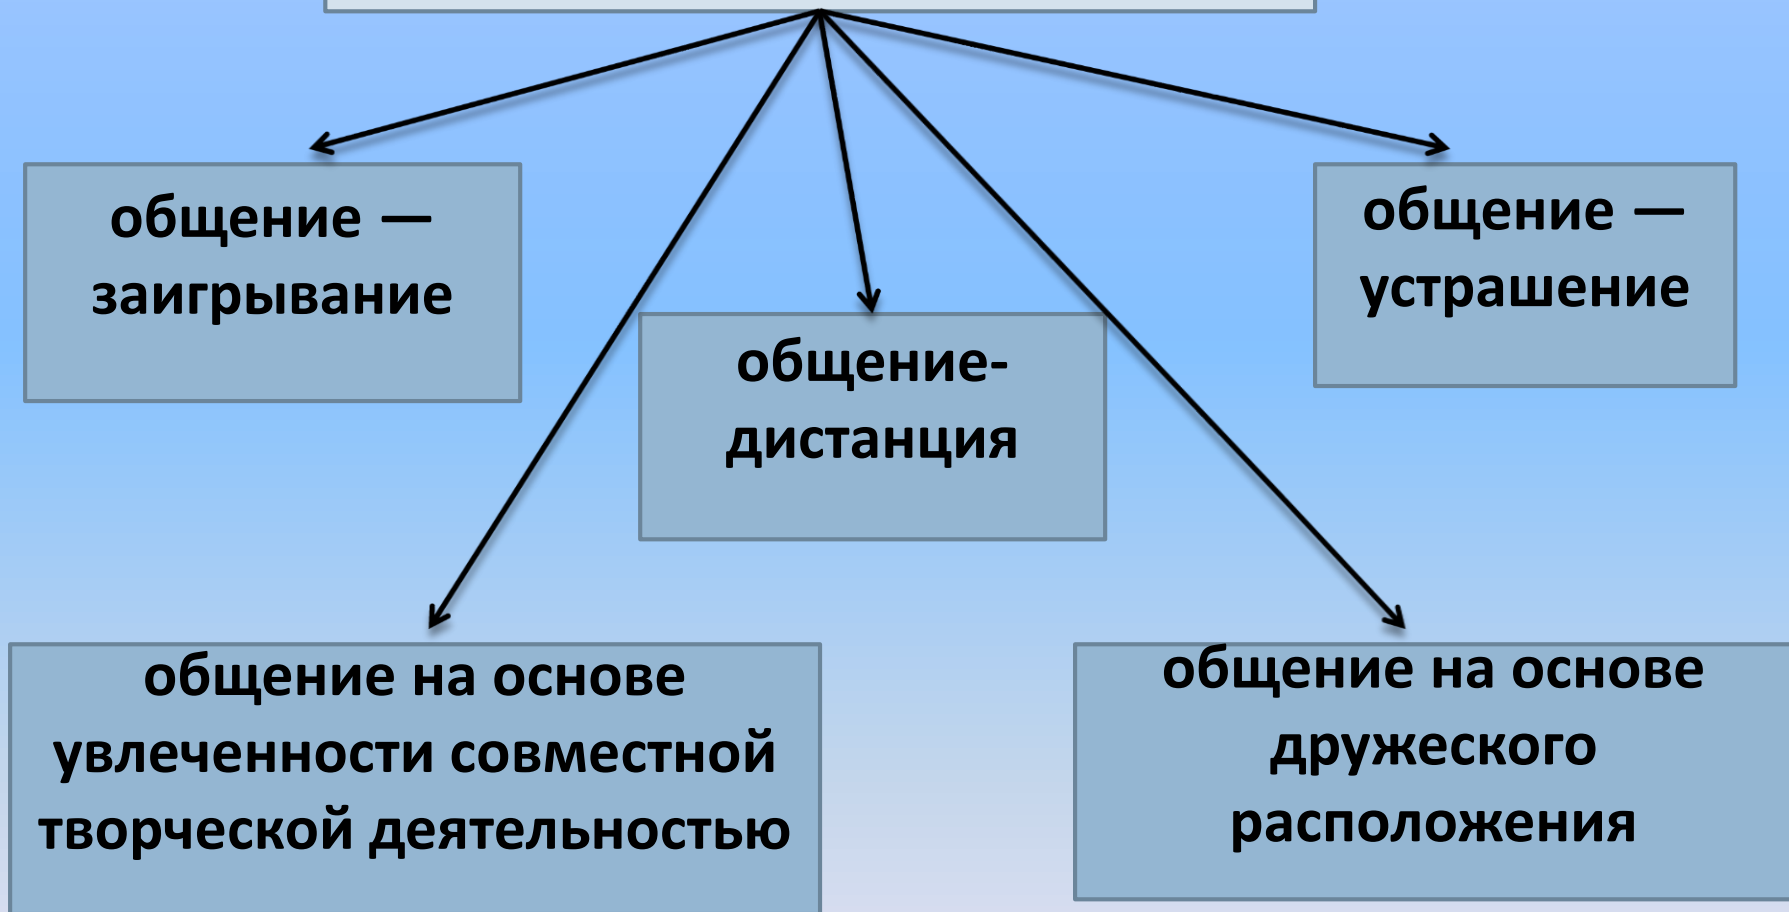 общение —
заигрывание
общение-
дистанция
общение —
устрашение
общение на основе
увлеченности совместной
творческой деятельностью
общение на основе
дружеского
расположения